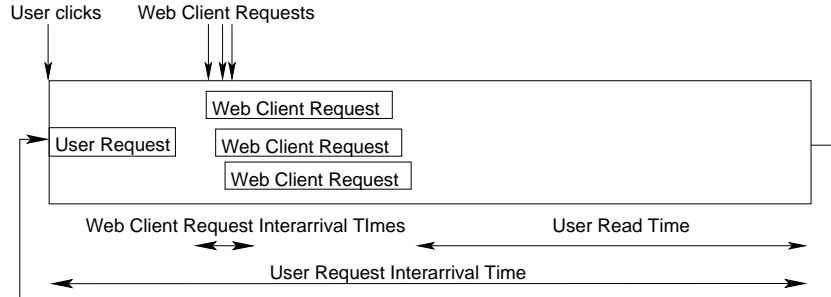 User clicks
Web Client Requests
Web Client Request
User Request
Web Client Request
Web Client Request
Web Client Request Interarrival TImes
User Read Time
User Request Interarrival Time